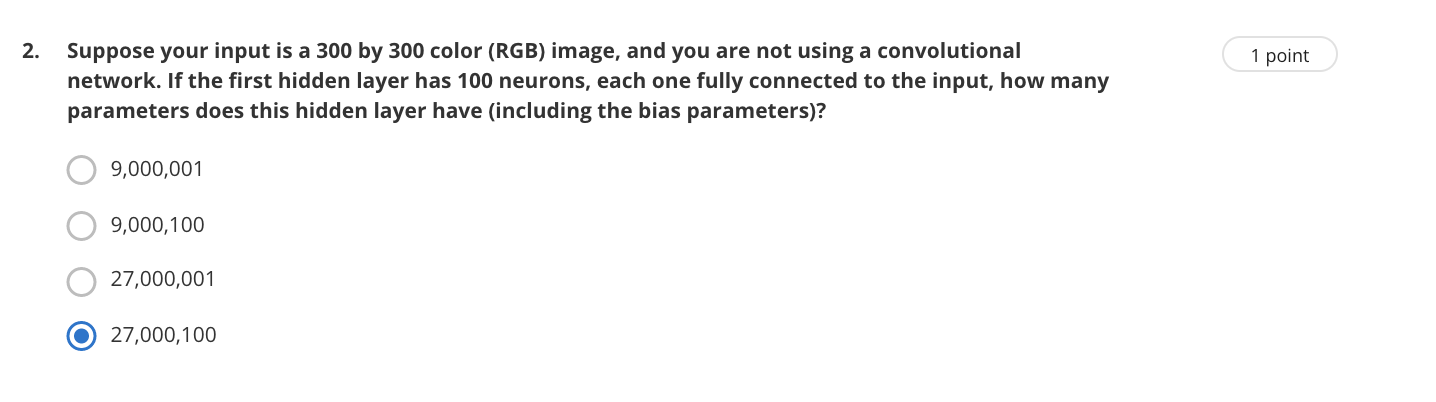 2. Suppose your input is a 300 by 300 color (RGB) image, and you are not using a convolutional
1 point
network. If the first hidden layer has 100 neurons, each one fully connected to the input, how many
parameters does this hidden layer have (including the bias parameters)?
9,000,001
9,000,100
27,000,001
27,000,100